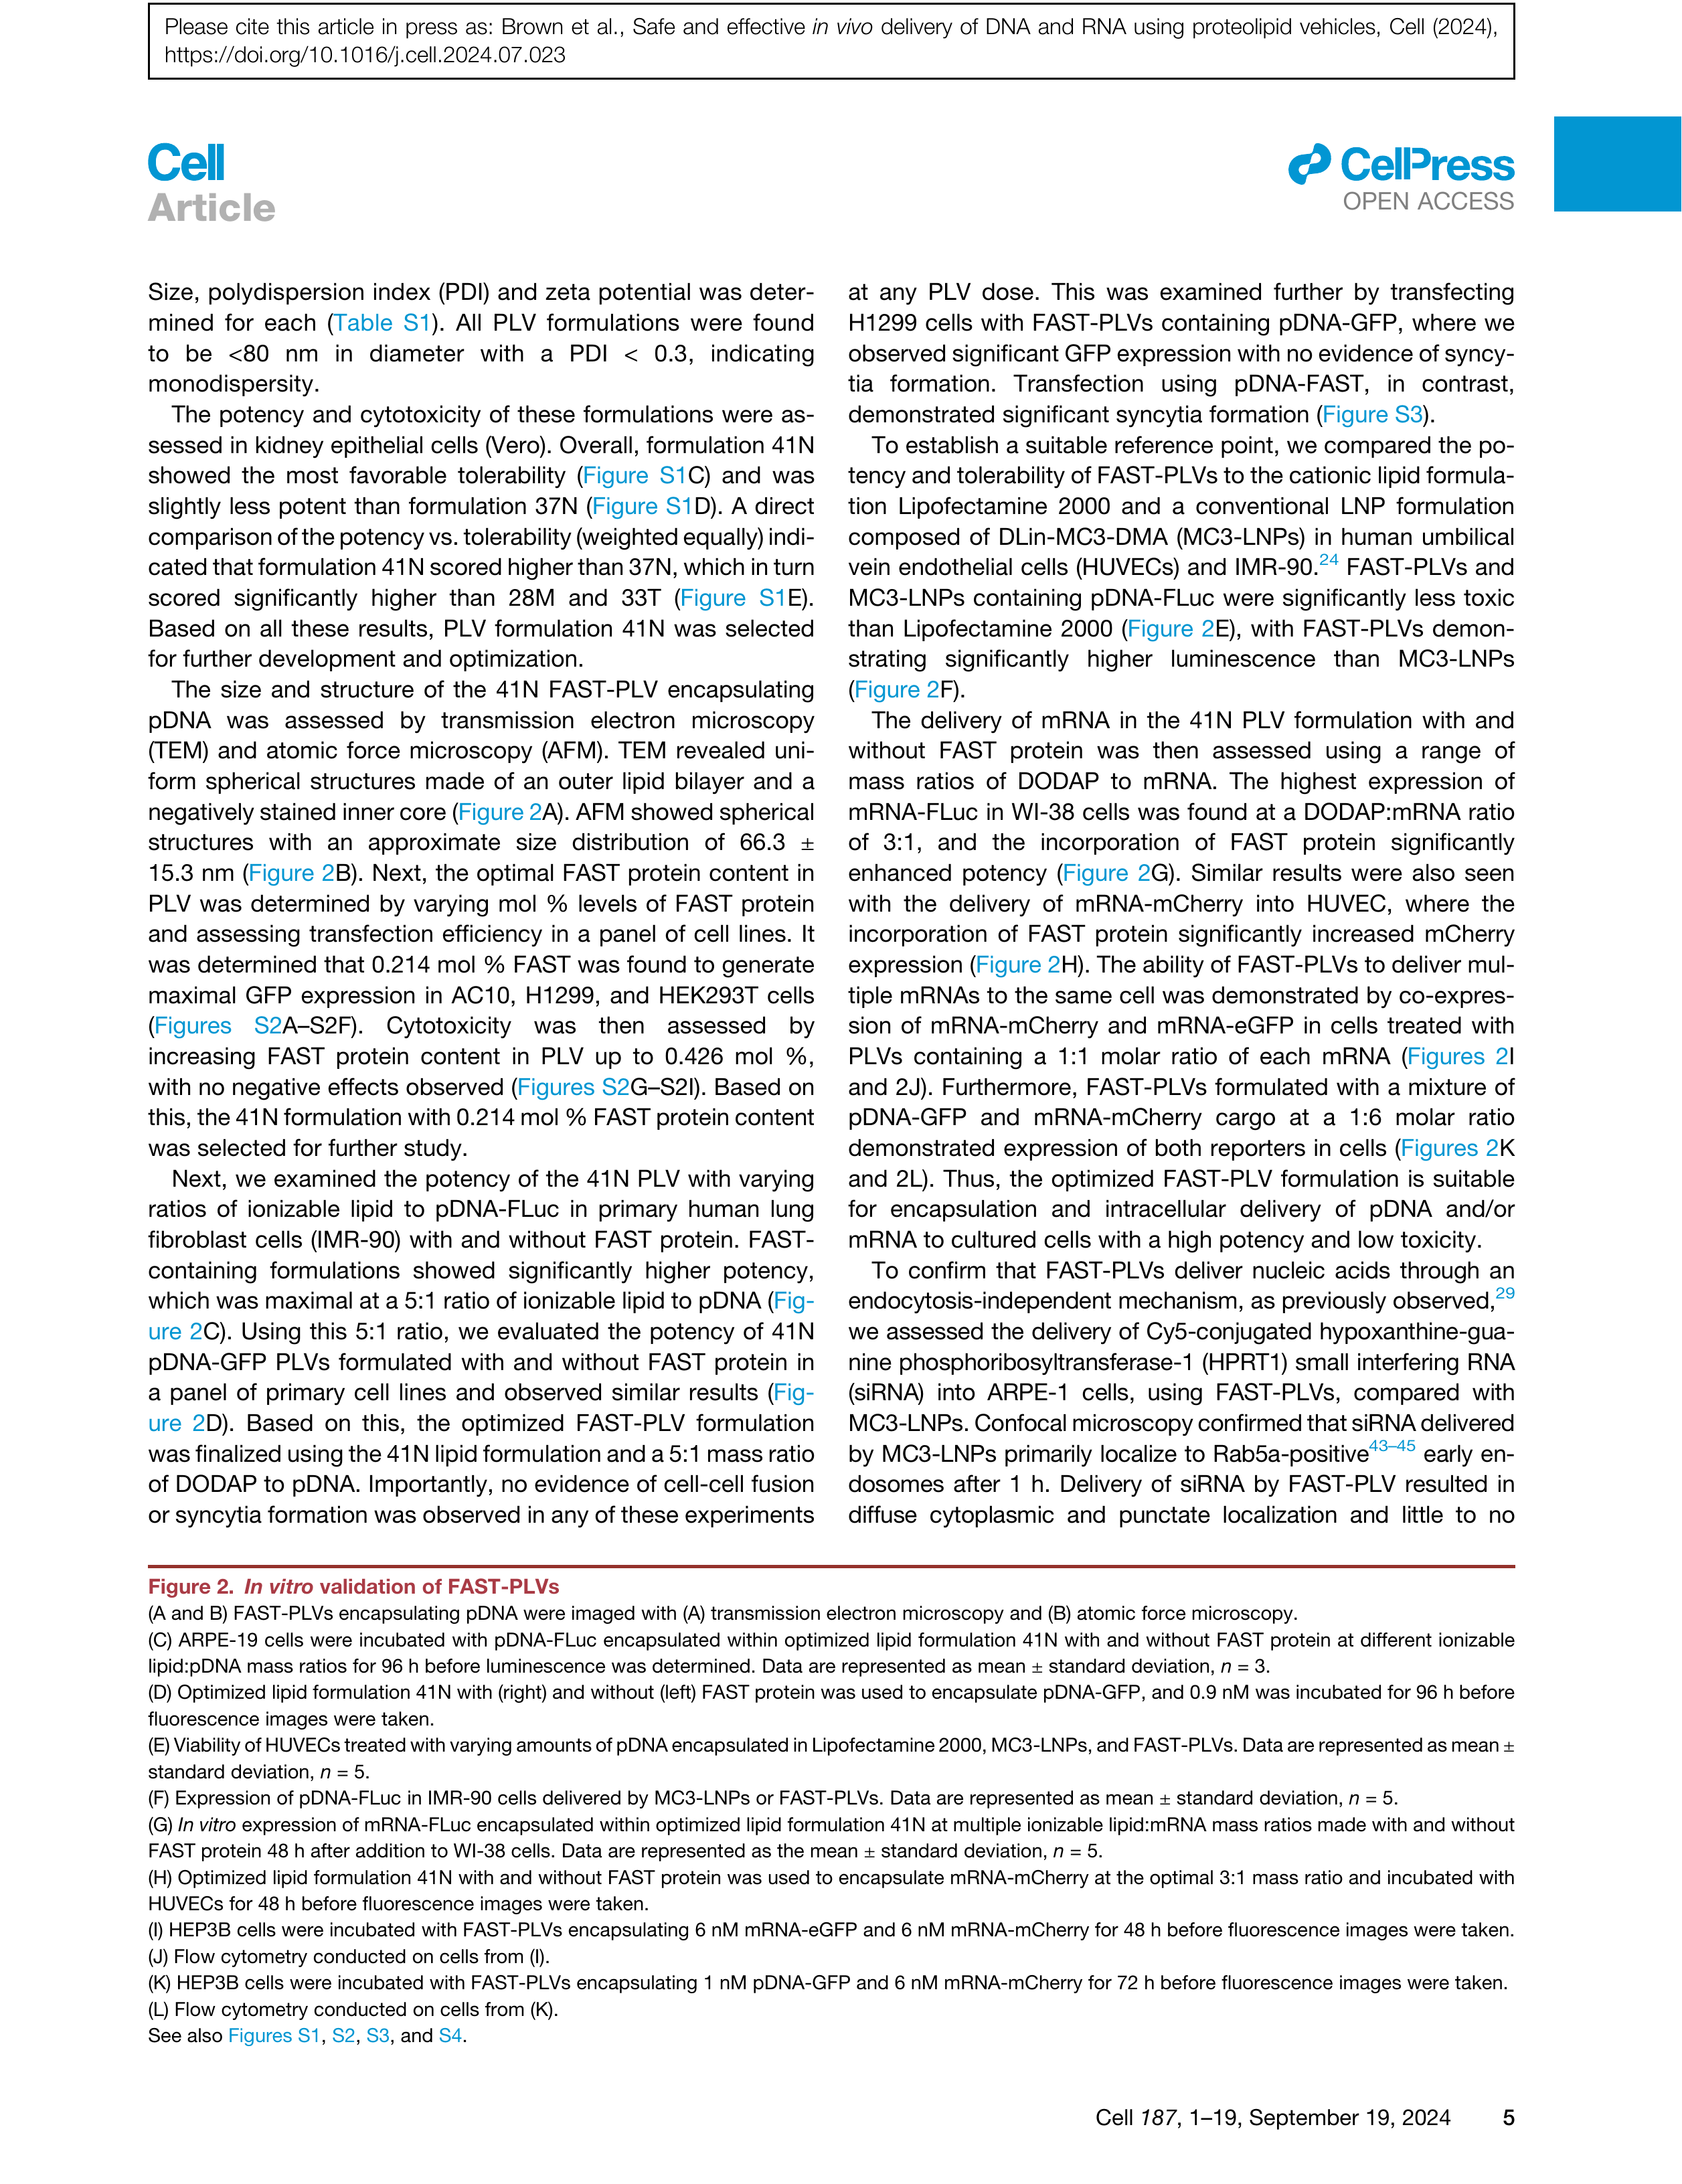 Please cite this article in press as: Brown et al., Safe and effective in vivo delivery of DNA and RNA using proteolipid vehicles, Cell (2024),
https://doi.org/10.1016/j.cell.2024.07.023
Cell
Article
CellPress
OPEN ACCESS
Size, polydispersion index (PDI) and zeta potential was deter-
mined for each (Table S1). All PLV formulations were found
to be <80 nm in diameter with a PDI < 0.3, indicating
monodispersity.
The potency and cytotoxicity of these formulations were as-
sessed in kidney epithelial cells (Vero). Overall, formulation 41N
showed the most favorable tolerability (Figure S1C) and was
slightly less potent than formulation 37N (Figure S1D). A direct
comparison of the potency vs. tolerability (weighted equally) indi-
cated that formulation 41N scored higher than 37N, which in turn
scored significantly higher than 28M and 33T (Figure S1E).
Based on all these results, PLV formulation 41N was selected
for further development and optimization.
The size and structure of the 41N FAST-PLV encapsulating
pDNA was assessed by transmission electron microscopy
(TEM) and atomic force microscopy (AFM). TEM revealed uni-
form spherical structures made of an outer lipid bilayer and a
negatively stained inner core (Figure 2A). AFM showed spherical
structures with an approximate size distribution of 66.3 ±
15.3 nm (Figure 2B). Next, the optimal FAST protein content in
PLV was determined by varying mol % levels of FAST protein
and assessing transfection efficiency in a panel of cell lines. It
was determined that 0.214 mol % FAST was found to generate
maximal GFP expression in AC10, H1299, and HEK293T cells
(Figures S2A–S2F). Cytotoxicity was then assessed by
increasing FAST protein content in PLV up to 0.426 mol %,
with no negative effects observed (Figures S2G–S2I). Based on
this, the 41N formulation with 0.214 mol % FAST protein content
was selected for further study.
Next, we examined the potency of the 41N PLV with varying
ratios of ionizable lipid to pDNA-FLuc in primary human lung
fibroblast cells (IMR-90) with and without FAST protein. FAST-
containing formulations showed significantly higher potency,
which was maximal at a 5:1 ratio of ionizable lipid to pDNA (Fig-
ure 2C). Using this 5:1 ratio, we evaluated the potency of 41N
pDNA-GFP PLVs formulated with and without FAST protein in
a panel of primary cell lines and observed similar results (Fig-
ure 2D). Based on this, the optimized FAST-PLV formulation
was finalized using the 41N lipid formulation and a 5:1 mass ratio
of DODAP to pDNA. Importantly, no evidence of cell-cell fusion
or syncytia formation was observed in any of these experiments
at any PLV dose. This was examined further by transfecting
H1299 cells with FAST-PLVs containing pDNA-GFP, where we
observed significant GFP expression with no evidence of syncy-
tia formation. Transfection using pDNA-FAST, in contrast,
demonstrated significant syncytia formation (Figure S3).
To establish a suitable reference point, we compared the po-
tency and tolerability of FAST-PLVs to the cationic lipid formula-
tion Lipofectamine 2000 and a conventional LNP formulation
composed of DLin-MC3-DMA (MC3-LNPs) in human umbilical
vein endothelial cells (HUVECs) and IMR-90.24 FAST-PLVs and
MC3-LNPs containing pDNA-FLuc were significantly less toxic
than Lipofectamine 2000 (Figure 2E), with FAST-PLVs demon-
strating significantly higher luminescence than MC3-LNPs
(Figure 2F).
The delivery of mRNA in the 41N PLV formulation with and
without FAST protein was then assessed using a range of
mass ratios of DODAP to mRNA. The highest expression of
mRNA-FLuc in WI-38 cells was found at a DODAP:mRNA ratio
of 3:1, and the incorporation of FAST protein significantly
enhanced potency (Figure 2G). Similar results were also seen
with the delivery of mRNA-mCherry into HUVEC, where the
incorporation of FAST protein significantly increased mCherry
expression (Figure 2H). The ability of FAST-PLVs to deliver mul-
tiple mRNAs to the same cell was demonstrated by co-expres-
sion of mRNA-mCherry and mRNA-eGFP in cells treated with
PLVs containing a 1:1 molar ratio of each mRNA (Figures 2I
and 2J). Furthermore, FAST-PLVs formulated with a mixture of
pDNA-GFP and mRNA-mCherry cargo at a 1:6 molar ratio
demonstrated expression of both reporters in cells (Figures 2K
and 2L). Thus, the optimized FAST-PLV formulation is suitable
for encapsulation and intracellular delivery of pDNA and/or
mRNA to cultured cells with a high potency and low toxicity.
To confirm that FAST-PLVs deliver nucleic acids through an
endocytosis-independent mechanism, as previously observed,29
we assessed the delivery of Cy5-conjugated hypoxanthine-gua-
nine phosphoribosyltransferase-1 (HPRT1) small interfering RNA
(siRNA) into ARPE-1 cells, using FAST-PLVs, compared with
MC3-LNPs. Confocal microscopy confirmed that siRNA delivered
by MC3-LNPs primarily localize to Rab5a-positive43–45 early en-
dosomes after 1 h. Delivery of siRNA by FAST-PLV resulted in
diffuse cytoplasmic and punctate localization and little to no
Figure 2. In vitro validation of FAST-PLVs
(A and B) FAST-PLVs encapsulating pDNA were imaged with (A) transmission electron microscopy and (B) atomic force microscopy.
(C) ARPE-19 cells were incubated with pDNA-FLuc encapsulated within optimized lipid formulation 41N with and without FAST protein at different ionizable
lipid:pDNA mass ratios for 96 h before luminescence was determined. Data are represented as mean ± standard deviation, n = 3.
(D) Optimized lipid formulation 41N with (right) and without (left) FAST protein was used to encapsulate pDNA-GFP, and 0.9 nM was incubated for 96 h before
fluorescence images were taken.
(E) Viability of HUVECs treated with varying amounts of pDNA encapsulated in Lipofectamine 2000, MC3-LNPs, and FAST-PLVs. Data are represented as mean ±
standard deviation, n = 5.
(F) Expression of pDNA-FLuc in IMR-90 cells delivered by MC3-LNPs or FAST-PLVs. Data are represented as mean ± standard deviation, n = 5.
(G) In vitro expression of mRNA-FLuc encapsulated within optimized lipid formulation 41N at multiple ionizable lipid:mRNA mass ratios made with and without
FAST protein 48 h after addition to WI-38 cells. Data are represented as the mean ± standard deviation, n = 5.
(H) Optimized lipid formulation 41N with and without FAST protein was used to encapsulate mRNA-mCherry at the optimal 3:1 mass ratio and incubated with
HUVECs for 48 h before fluorescence images were taken.
(I) HEP3B cells were incubated with FAST-PLVs encapsulating 6 nM mRNA-eGFP and 6 nM mRNA-mCherry for 48 h before fluorescence images were taken.
(J) Flow cytometry conducted on cells from (I).
(K) HEP3B cells were incubated with FAST-PLVs encapsulating 1 nM pDNA-GFP and 6 nM mRNA-mCherry for 72 h before fluorescence images were taken.
(L) Flow cytometry conducted on cells from (K).
See also Figures S1, S2, S3, and S4.
Cell 187, 1–19, September 19, 2024 5